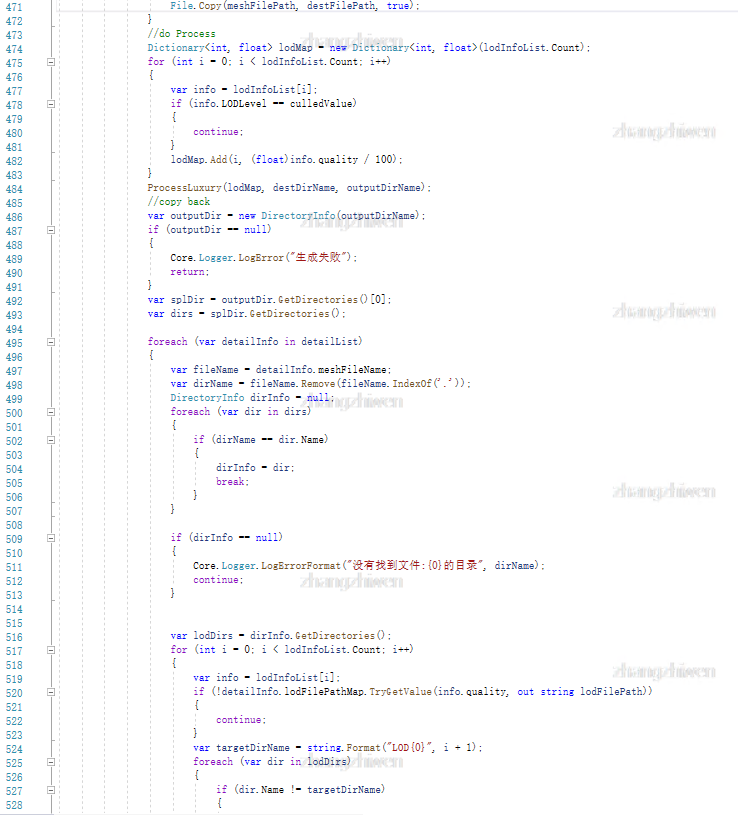 471 File.Copy(meshFilePath, destFilePath, true);
472 }
473 //do Process
474 Dictionary<int, float> lodMap = new Dictionary<int, float>(lodInfoList.Count);
475 for (int i = 0; i < lodInfoList.Count; i++)
476 {
477 var info = lodInfoList[i];
478 if (info.LODLevel == culledValue)
479 {
480 continue;
481 }
482 lodMap.Add(i, (float)info.quality / 100);
483 }
484 ProcessLuxury(lodMap, destDirName, outputDirName);
485 //copy back
486 var outputDir = new DirectoryInfo(outputDirName);
487 if (outputDir == null)
488 {
489 Core.Logger.LogError("生成失败");
490 return;
491 }
492 var splDir = outputDir.GetDirectories()[0];
493 var dirs = splDir.GetDirectories();
494
495 foreach (var detailInfo in detailList)
496 {
497 var fileName = detailInfo.meshFileName;
498 var dirName = fileName.Remove(fileName.IndexOf('.'));
499 DirectoryInfo dirInfo = null;
500 foreach (var dir in dirs)
501 {
502 if (dirName == dir.Name)
503 {
504 dirInfo = dir;
505 break;
506 }
507 }
508
509 if (dirInfo == null)
510 {
511 Core.Logger.LogErrorFormat("没有找到文件:{0}的目录", dirName);
512 continue;
513 }
514
515
516 var lodDirs = dirInfo.GetDirectories();
517 for (int i = 0; i < lodInfoList.Count; i++)
518 {
519 var info = lodInfoList[i];
520 if (!detailInfo.lodFilePathMap.TryGetValue(info.quality, out string lodFilePath))
521 {
522 continue;
523 }
524 var targetDirName = string.Format("LOD{0}", i + 1);
525 foreach (var dir in lodDirs)
526 {
527 if (dir.Name != targetDirName)
528 {
zhangzhiwen
zhangzhiwen
zhangzhiwen
zhangzhiwen
zhangzhiwen
zhangzhiwen
zhangzhiwen
zhangzhiwen
zhangzhiwen